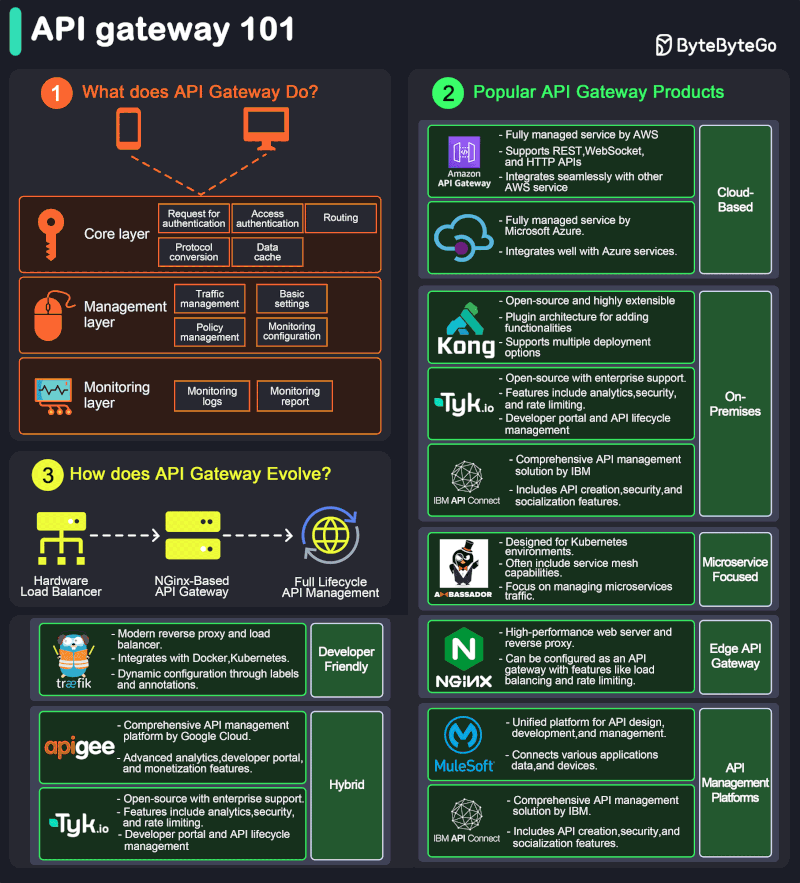 API gateway 101
ByteByteGo
1
What does API Gateway Do?
Core layer
Request for
authentication
Access
authentication
Routing
Protocol
conversion
Data
cache
Management
layer
Traffic
management
Basic
settings
Policy
management
Monitoring
configuration
Monitoring
layer
Monitoring
logs
Monitoring
report
2
Popular API Gateway Products
Amazon
API Gateway
- Fully managed service by AWS
- Supports REST,WebSocket,
and HTTP APIs
- Integrates seamlessly with other
AWS service
- Fully managed service by
Microsoft Azure.
- Integrates well with Azure services.
Cloud-
Based
Kong
- Open-source and highly extensible
- Plugin architecture for adding
functionalities
- Supports multiple deployment
options
Tyk.io
- Open-source with enterprise support.
- Features include analytics,security,
and rate limiting.
- Developer portal and API lifecycle
management
IBM API Connect
- Comprehensive API management
solution by IBM
- Includes API creation,security,and
socialization features.
On-
Premises
AMBASSADOR
- Designed for Kubernetes
environments.
- Often include service mesh
capabilities.
- Focus on managing microservices
traffic.
Microservice
Focused
NGINX
- High-performance web server and
reverse proxy.
- Can be configured as an API
gateway with features like load
balancing and rate limiting.
Edge API
Gateway
MuleSoft
- Unified platform for API design,
development,and management.
- Connects various applications
data,and devices.
IBM API Connect
- Comprehensive API management
solution by IBM.
- Includes API creation,security,and
socialization features.
API
Management
Platforms
3
How does API Gateway Evolve?
Hardware
Load Balancer
NGinx-Based
API Gateway
Full Lifecycle
API Management
træfik
- Modern reverse proxy and load
balancer.
- Integrates with Docker,Kubernetes.
- Dynamic configuration through labels
and annotations.
Developer
Friendly
apigee
- Comprehensive API management
platform by Google Cloud.
- Advanced analytics,developer portal,
and monetization features.
Tyk.io
- Open-source with enterprise support.
- Features include analytics,security,
and rate limiting.
- Developer portal and API lifecycle
management
Hybrid